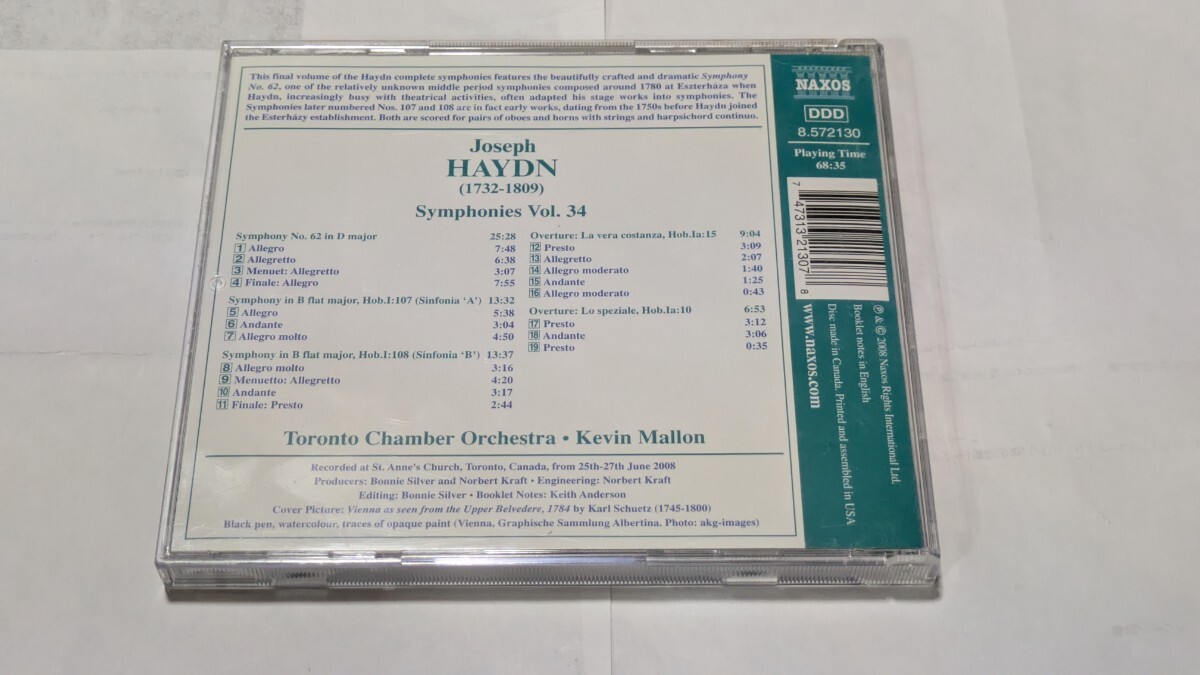 This final volume of the Haydn complete symphonies features the beautifully crafted and dramatic Symphony
No. 62, one of the relatively unknown middle period symphonies composed around 1780 at Eszterháza when
Haydn, increasingly busy with theatrical activities, often adapted his stage works into symphonies. The
Symphonies later numbered Nos. 107 and 108 are in fact early works, dating from the 1750s before Haydn joined
the Esterházy establishment. Both are scored for pairs of oboes and horns with strings and harpsichord continuo.
Joseph
HAYDN
(1732-1809)
Symphonies Vol. 34
Symphony No. 62 in D major 25:28
1 Allegro 7:48
2 Allegretto 6:38
3 Menuet: Allegretto 3:07
4 Finale: Allegro 7:55
Symphony in B flat major, Hob.I:107 (Sinfonia ‘A’) 13:32
5 Allegro 5:38
6 Andante 3:04
7 Allegro molto 4:50
Symphony in B flat major, Hob.I:108 (Sinfonia ‘B’) 13:37
8 Allegro molto 3:16
9 Menuetto: Allegretto 4:20
10 Andante 3:17
11 Finale: Presto 2:44
Overture: La vera costanza, Hob.Ia:15 9:04
12 Presto 3:09
13 Allegretto 2:07
14 Allegro moderato 1:40
15 Andante 1:25
16 Allegro moderato 0:43
Overture: Lo speziale, Hob.Ia:10 6:53
17 Presto 3:12
18 Andante 3:06
19 Presto 0:35
Toronto Chamber Orchestra • Kevin Mallon
Recorded at St. Anne's Church, Toronto, Canada, from 25th-27th June 2008
Producers: Bonnie Silver and Norbert Kraft • Engineering: Norbert Kraft
Editing: Bonnie Silver • Booklet Notes: Keith Anderson
Cover Picture: Vienna as seen from the Upper Belvedere, 1784 by Karl Schuetz (1745-1800)
Black pen, watercolour, traces of opaque paint (Vienna, Graphische Sammlung Albertina. Photo: akg-images)
NAXOS
DDD
8.572130
Playing Time
68:35
7 47313 21307 8
℗ & © 2008 Naxos Rights International Ltd.
Booklet notes in English
Disc made in Canada. Printed and assembled in USA
www.naxos.com